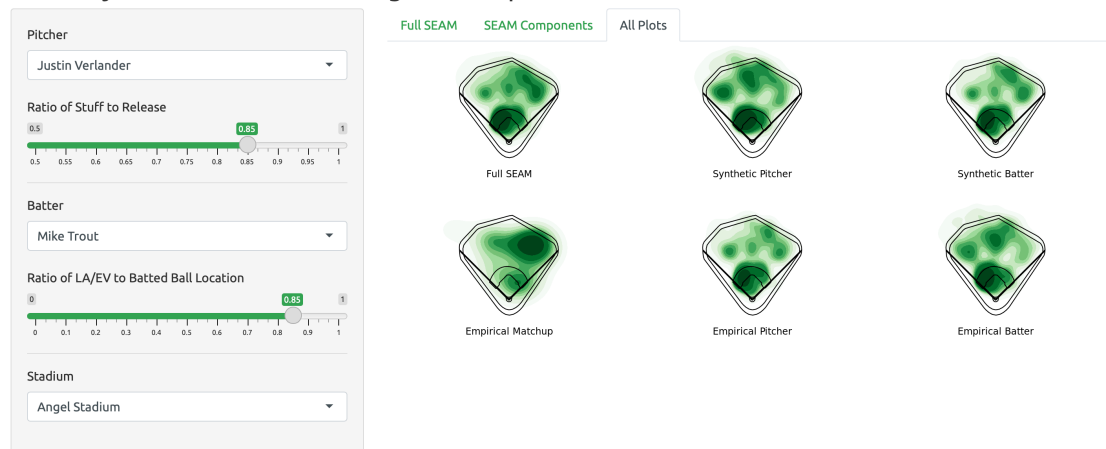 Pitcher
Justin Verlander
Ratio of Stuff to Release
0.5 0.85 1
0.5 0.55 0.6 0.65 0.7 0.75 0.8 0.85 0.9 0.95 1
Batter
Mike Trout
Ratio of LA/EV to Batted Ball Location
0 0.85 1
0 0.1 0.2 0.3 0.4 0.5 0.6 0.7 0.8 0.9 1
Stadium
Angel Stadium
Full SEAM SEAM Components All Plots
Full SEAM Synthetic Pitcher Synthetic Batter
Empirical Matchup Empirical Pitcher Empirical Batter